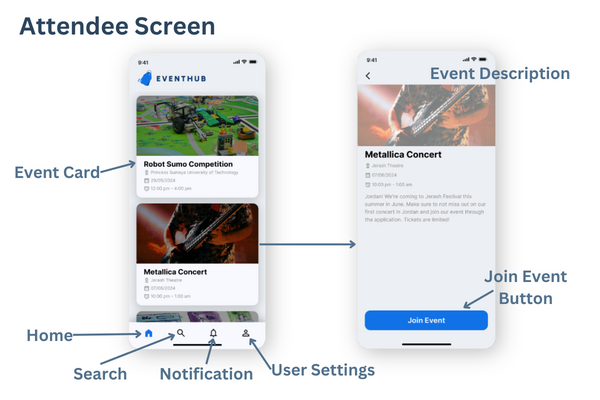 Attendee Screen
9:41
EVENTHUB
Robot Sumo Competition
Princess Sumaya University of Technology
28/05/2024
12:00 pm - 4:00 pm
Metallica Concert
Jerash Theatre
07/06/2024
10:00 pm - 1:00 am
Event Card
Home
Search
Notification
User Settings
9:41
Event Description
Metallica Concert
Jerash Theatre
07/06/2024
10:00 pm - 1:00 am
Jordan! We're coming to Jerash Festival this
summer in June. Make sure to not miss out on our
first concert in Jordan and join our event through
the application. Tickets are limited!
Join Event
Button
Join Event